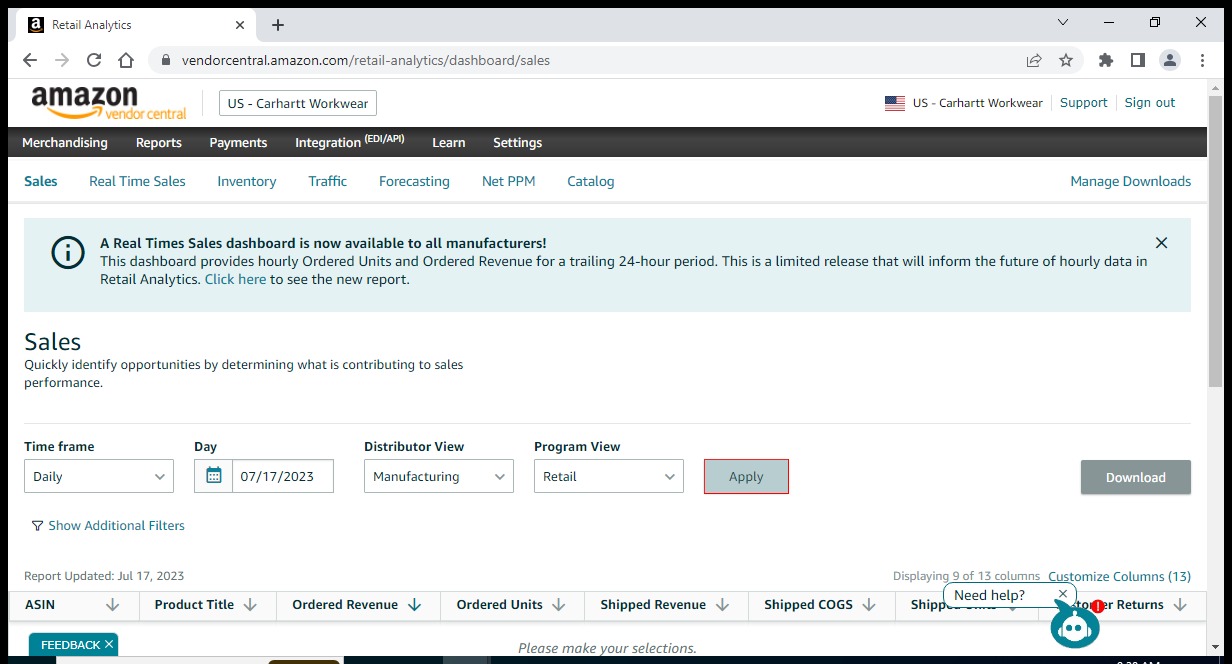 Retail Analytics
vendorcentral.amazon.com/retail-analytics/dashboard/sales
amazon
vendor central
US - Carhartt Workwear
US - Carhartt Workwear
Support
Sign out
Merchandising
Reports
Payments
Integration (EDI/API)
Learn
Settings
Sales
Real Time Sales
Inventory
Traffic
Forecasting
Net PPM
Catalog
Manage Downloads
A Real Times Sales dashboard is now available to all manufacturers!
This dashboard provides hourly Ordered Units and Ordered Revenue for a trailing 24-hour period. This is a limited release that will inform the future of hourly data in
Retail Analytics. Click here to see the new report.
Sales
Quickly identify opportunities by determining what is contributing to sales
performance.
Time frame
Day
Distributor View
Program View
Daily
07/17/2023
Manufacturing
Retail
Apply
Download
Show Additional Filters
Report Updated: Jul 17, 2023
Displaying 9 of 13 columns
Customize Columns (13)
ASIN
Product Title
Ordered Revenue
Ordered Units
Shipped Revenue
Shipped COGS
Need help?
Returns
FEEDBACK
Please make your selections.